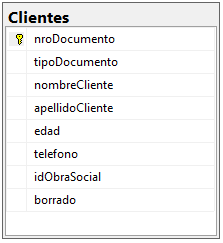 Clientes
nroDocumento
tipoDocumento
nombreCliente
apellidoCliente
edad
telefono
idObraSocial
borrado